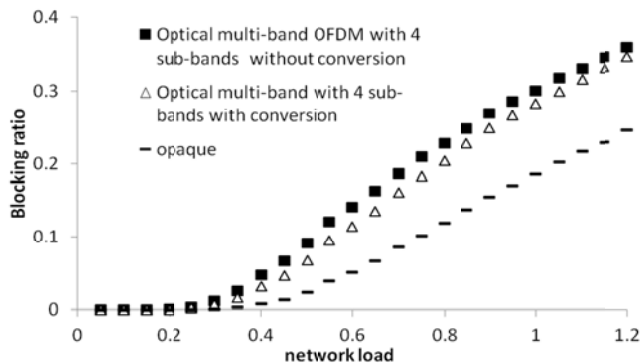 0.4
0.3
0.2
0.1
0
Blocking ratio
Optical multi-band OFDM with 4
sub-bands without conversion
Optical multi-band with 4 sub-
bands with conversion
opaque
0 0.2 0.4 0.6 0.8 1 1.2
network load